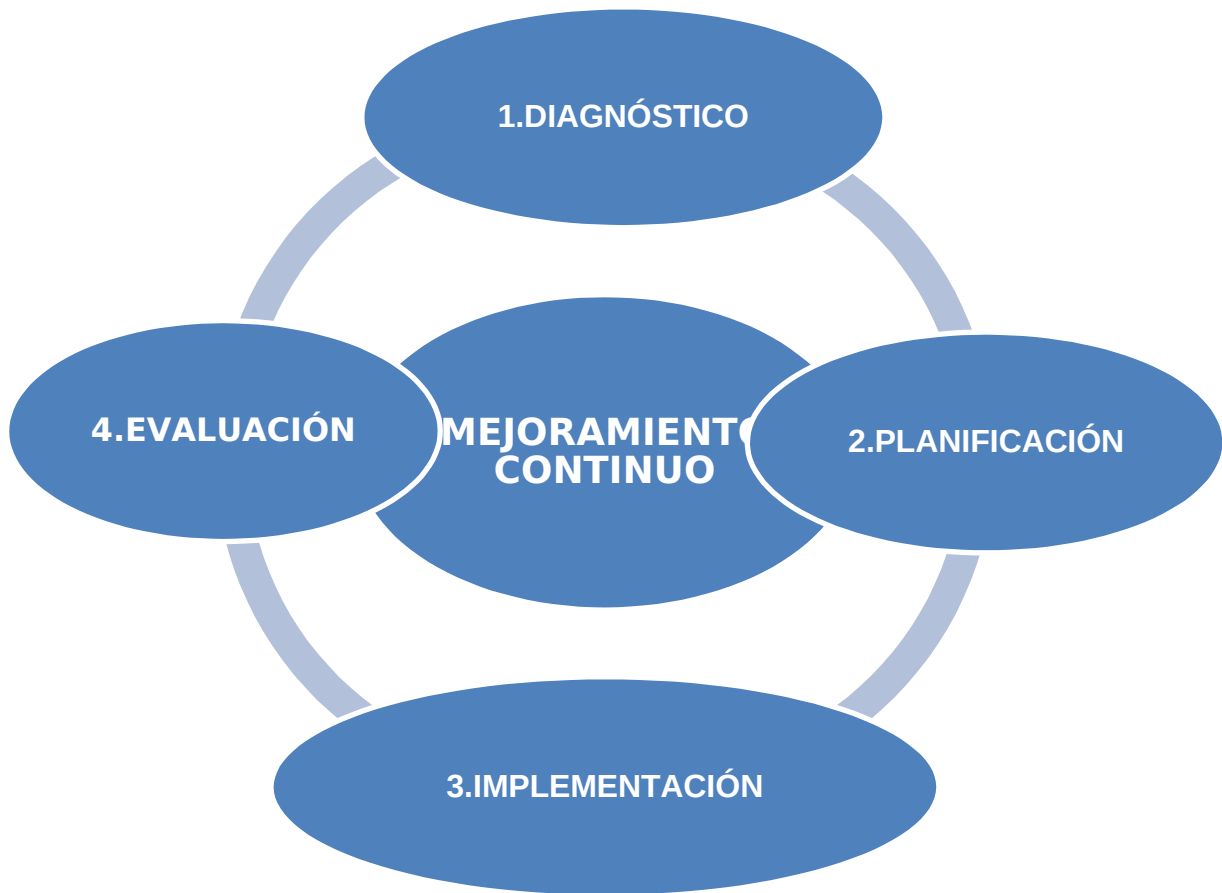 1.DIAGNÓSTICO
4.EVALUACIÓN
MEJORAMIENTO
CONTINUO
2.PLANIFICACIÓN
3.IMPLEMENTACIÓN